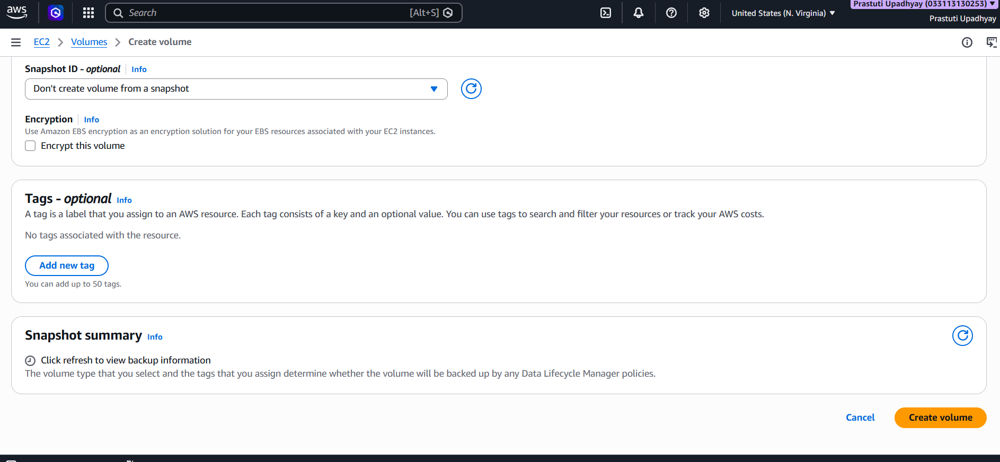 aws
Search [Alt+S]
United States (N. Virginia)
Prastuti Upadhyay (033113130253)
Prastuti Upadhyay
EC2 Volumes Create volume
Snapshot ID - optional Info
Don't create volume from a snapshot
Encryption Info
Use Amazon EBS encryption as an encryption solution for your EBS resources associated with your EC2 instances.
Encrypt this volume
Tags - optional Info
A tag is a label that you assign to an AWS resource. Each tag consists of a key and an optional value. You can use tags to search and filter your resources or track your AWS costs.
No tags associated with the resource.
Add new tag
You can add up to 50 tags.
Snapshot summary Info
Click refresh to view backup information
The volume type that you select and the tags that you assign determine whether the volume will be backed up by any Data Lifecycle Manager policies.
Cancel Create volume